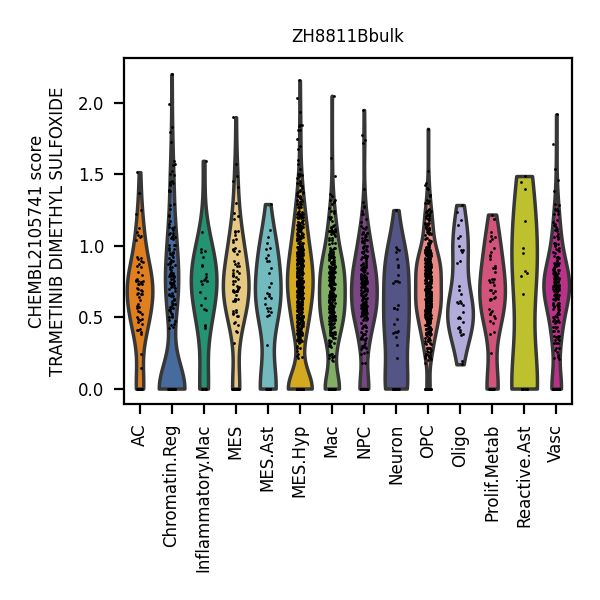 ZH8811Bbulk
CHEMBL2105741 score
TRAMETINIB DIMETHYL SULFOXIDE
2.0
1.5
1.0
0.5
0.0
AC
Chromatin.Reg
Inflammatory.Mac
MES
MES.Ast
MES.Hyp
Mac
NPC
Neuron
OPC
Oligo
Prolif.Metab
Reactive.Ast
Vasc